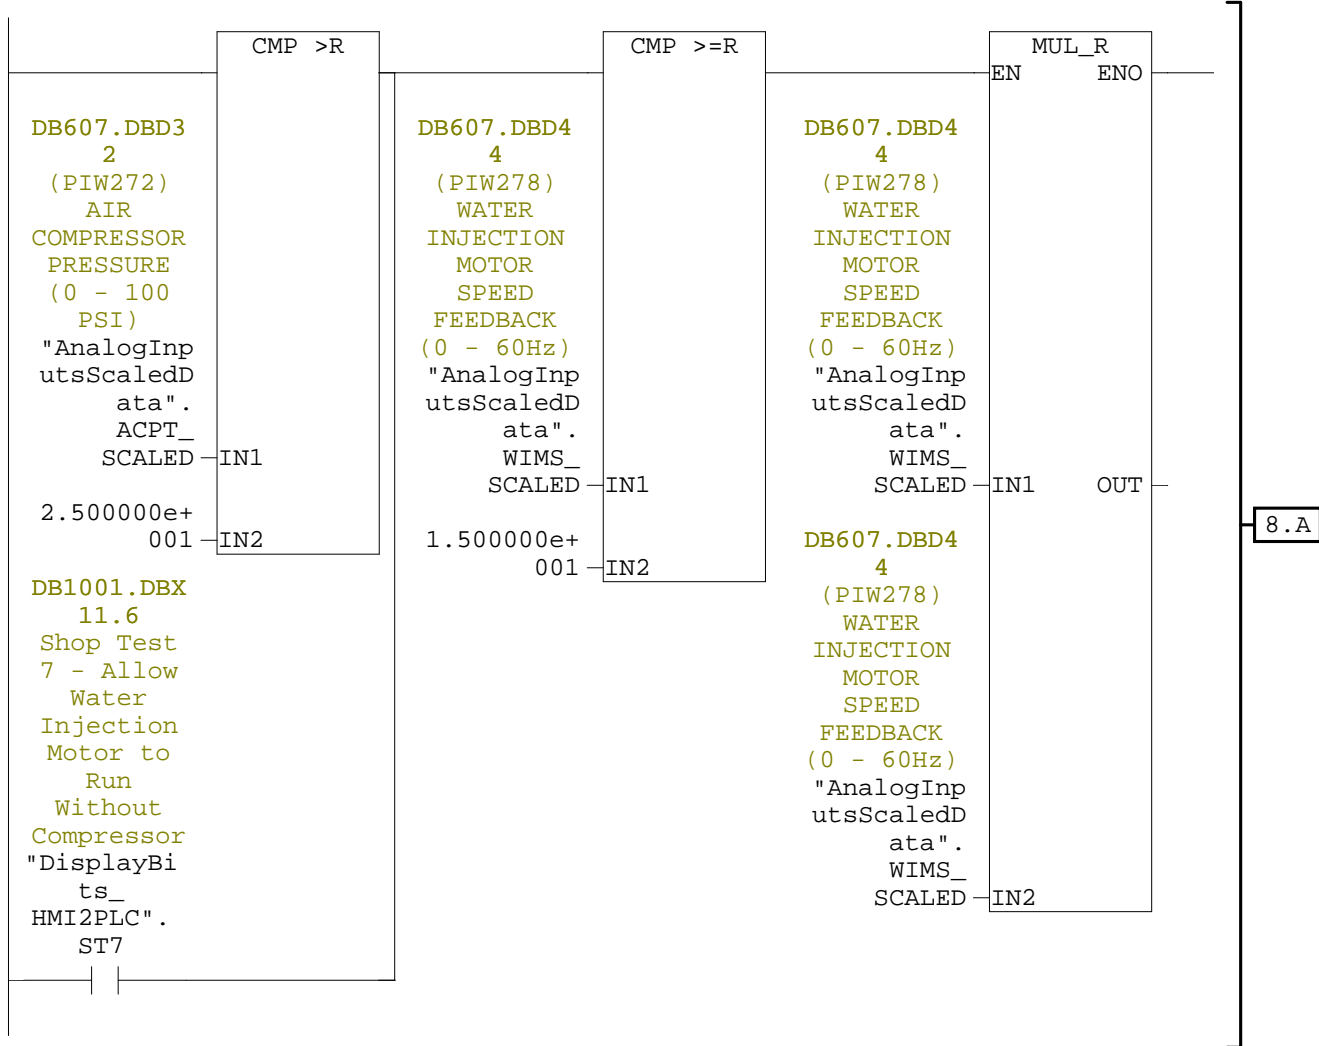 CMP >R
DB607.DBD3
2
(PIW272)
AIR
COMPRESSOR
PRESSURE
(0 - 100
PSI)
"AnalogInp
utsScaledD
ata".
ACPT_
SCALED
IN1
2.500000e+
001
IN2
DB1001.DBX
11.6
Shop Test
7 - Allow
Water
Injection
Motor to
Run
Without
Compressor
"DisplayBi
ts_
HMI2PLC".
ST7
CMP >=R
DB607.DBD4
4
(PIW278)
WATER
INJECTION
MOTOR
SPEED
FEEDBACK
(0 - 60Hz)
"AnalogInp
utsScaledD
ata".
WIMS_
SCALED
IN1
1.500000e+
001
IN2
MUL_R
EN ENO
DB607.DBD4
4
(PIW278)
WATER
INJECTION
MOTOR
SPEED
FEEDBACK
(0 - 60Hz)
"AnalogInp
utsScaledD
ata".
WIMS_
SCALED
IN1 OUT
DB607.DBD4
4
(PIW278)
WATER
INJECTION
MOTOR
SPEED
FEEDBACK
(0 - 60Hz)
"AnalogInp
utsScaledD
ata".
WIMS_
SCALED
IN2
8.A